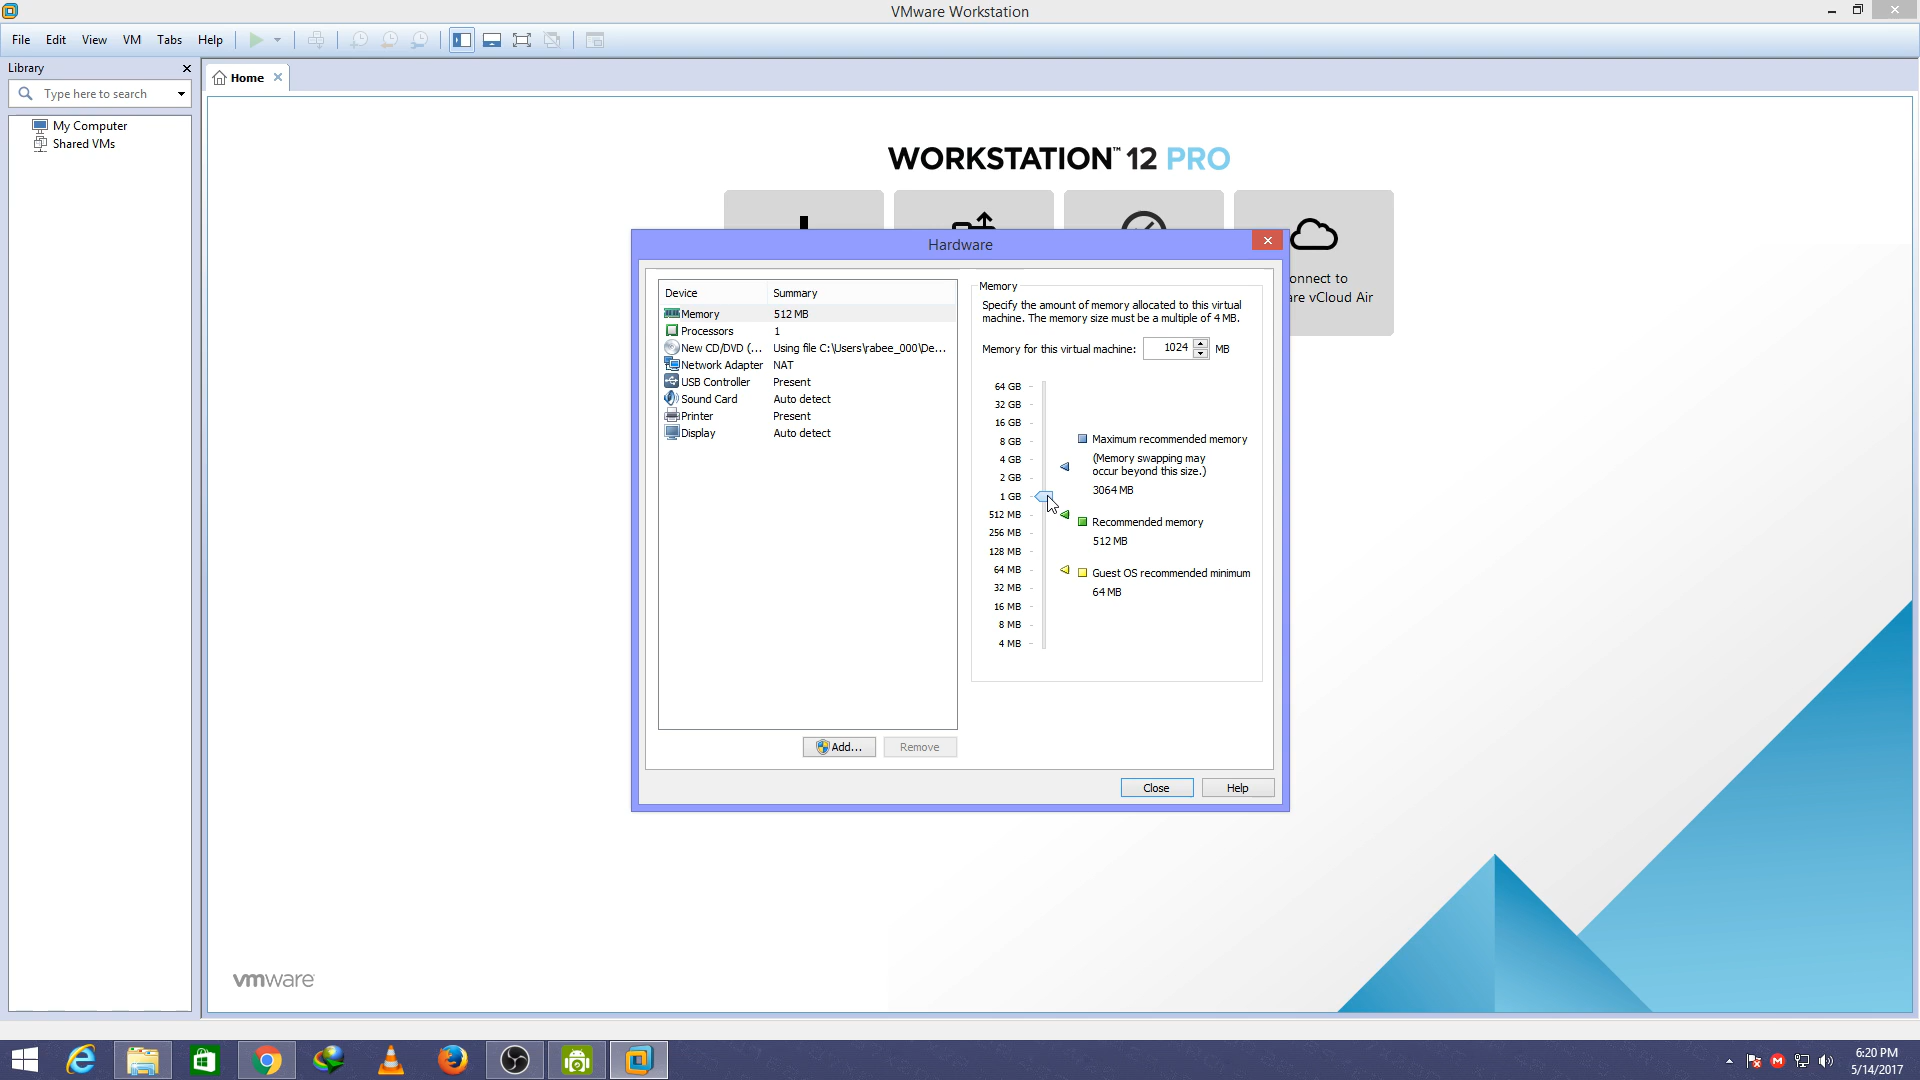 VMware Workstation
File Edit View VM Tabs Help
Library
Type here to search
My Computer
Shared VMs
Home
WORKSTATION™ 12 PRO
onnect to
are vCloud Air
Hardware
Device Summary
Memory 512 MB
Processors 1
New CD/DVD (... Using file C:\Users\rabee_000\De...
Network Adapter NAT
USB Controller Present
Sound Card Auto detect
Printer Present
Display Auto detect
Add... Remove
Memory
Specify the amount of memory allocated to this virtual
machine. The memory size must be a multiple of 4 MB.
Memory for this virtual machine: 1024 MB
64 GB
32 GB
16 GB
8 GB
4 GB
2 GB
1 GB
512 MB
256 MB
128 MB
64 MB
32 MB
16 MB
8 MB
4 MB
Maximum recommended memory
(Memory swapping may
occur beyond this size.)
3064 MB
Recommended memory
512 MB
Guest OS recommended minimum
64 MB
Close Help
vmware
6:20 PM
5/14/2017